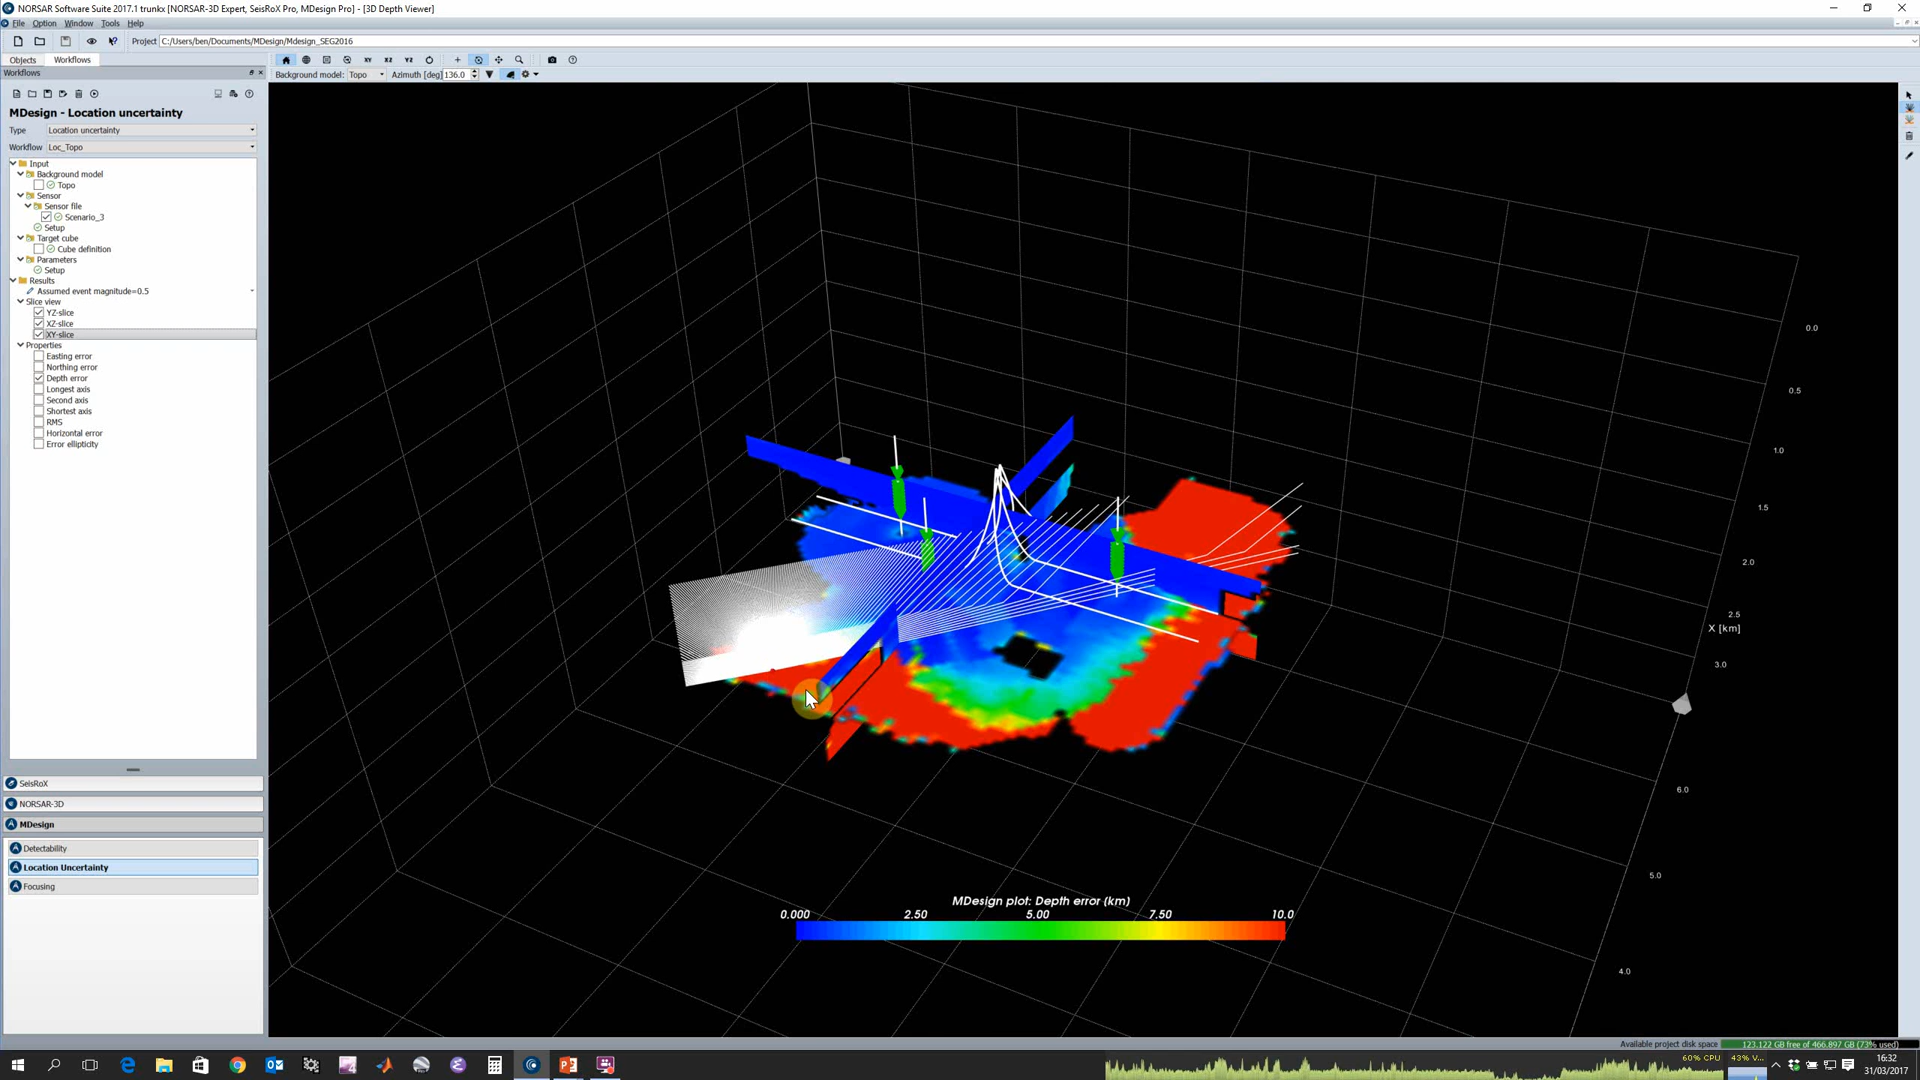 NORSAR Software Suite 2017.1 trunkx [NORSAR-3D Expert, SeisRoX Pro, MDesign Pro] - [3D Depth Viewer]
File Option Window Tools Help
Project C:/Users/ben/Documents/MDesign/Mdesign_SEG2016
Objects Workflows
Workflows
XY XZ YZ
Background model: Topo Azimuth [deg] 136.0
MDesign - Location uncertainty
Type Location uncertainty
Workflow Loc_Topo
Input
Background model
Topo
Sensor
Sensor file
Scenario_3
Setup
Target cube
Cube definition
Parameters
Setup
Results
Assumed event magnitude=0.5
Slice view
YZ-slice
XZ-slice
XY-slice
Properties
Easting error
Northing error
Depth error
Longest axis
Second axis
Shortest axis
RMS
Horizontal error
Error ellipticity
SeisRoX
NORSAR-3D
MDesign
Detectability
Location Uncertainty
Focusing
0.0
0.5
1.0
1.5
2.0
2.5
X [km]
3.0
6.0
5.0
4.0
MDesign plot: Depth error (km)
0.000 2.50 5.00 7.50 10.0
Available project disk space 123.122 GB free of 466.897 GB (73% used)
60% CPU 43% V...
16:32
31/03/2017